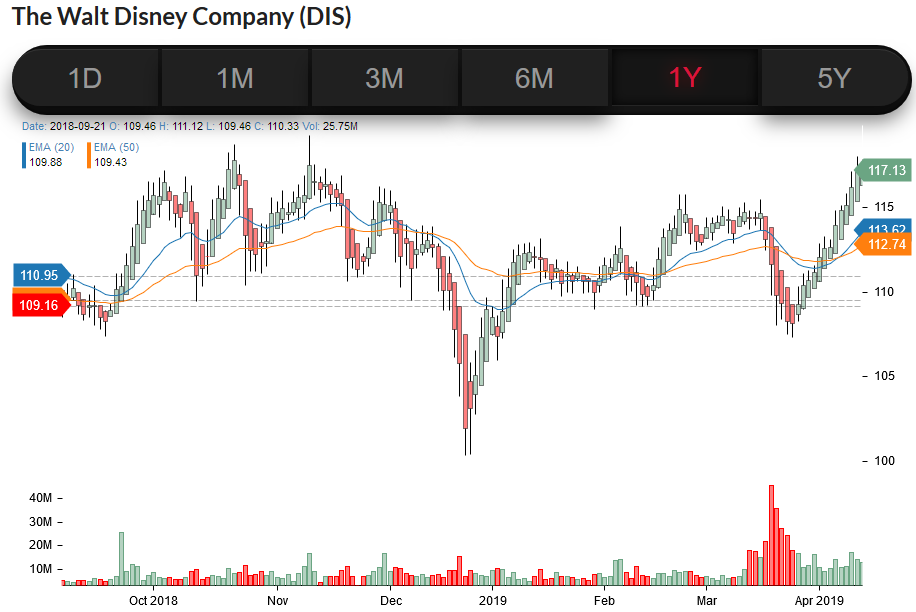 The Walt Disney Company (DIS)
1D 1M 3M 6M 1Y 5Y
Date: 2018-09-21 O: 109.46 H: 111.12 L: 109.46 C: 110.33 Vol: 25.75M
EMA (20) EMA (50)
109.88 109.43
117.13
115
113.62
112.74
110.95
110
109.16
105
100
40M
30M
20M
10M
Oct 2018 Nov Dec 2019 Feb Mar Apr 2019